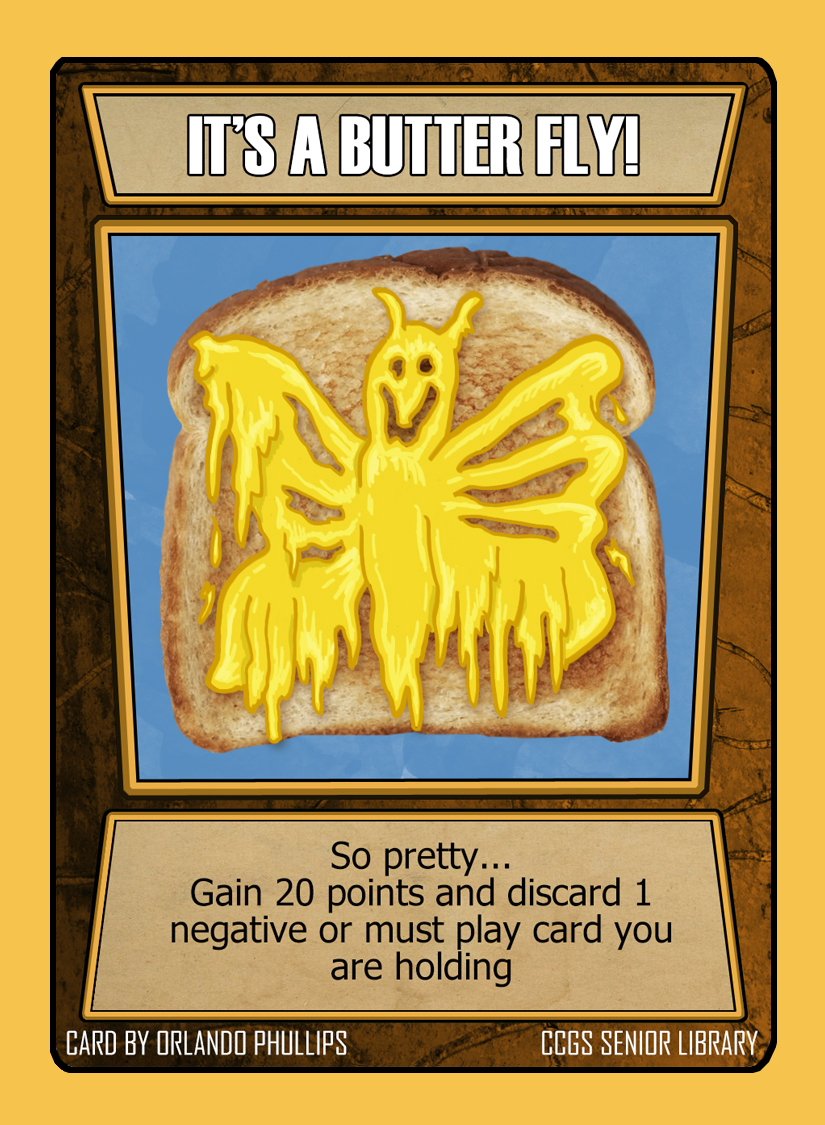 IT'S A BUTTER FLY!
So pretty...
Gain 20 points and discard 1
negative or must play card you
are holding
CARD BY ORLANDO PHULLIPS
CCGS SENIOR LIBRARY